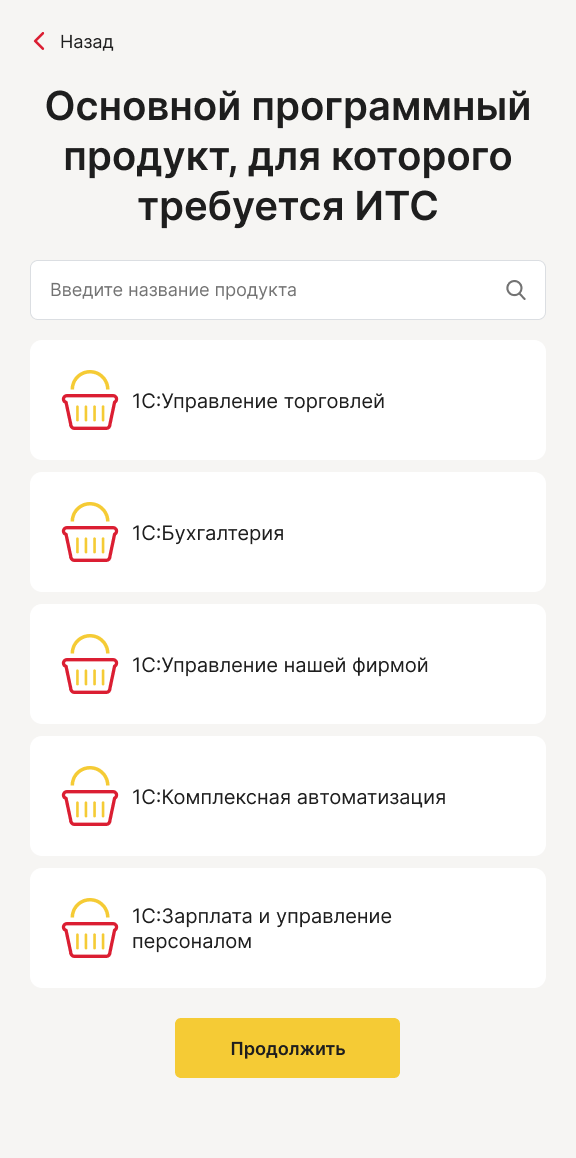 Назад
Основной программный
продукт, для которого
требуется ИТС
Введите название продукта
1С:Управление торговлей
1С:Бухгалтерия
1С:Управление нашей фирмой
1С:Комплексная автоматизация
1С:Зарплата и управление
персоналом
Продолжить